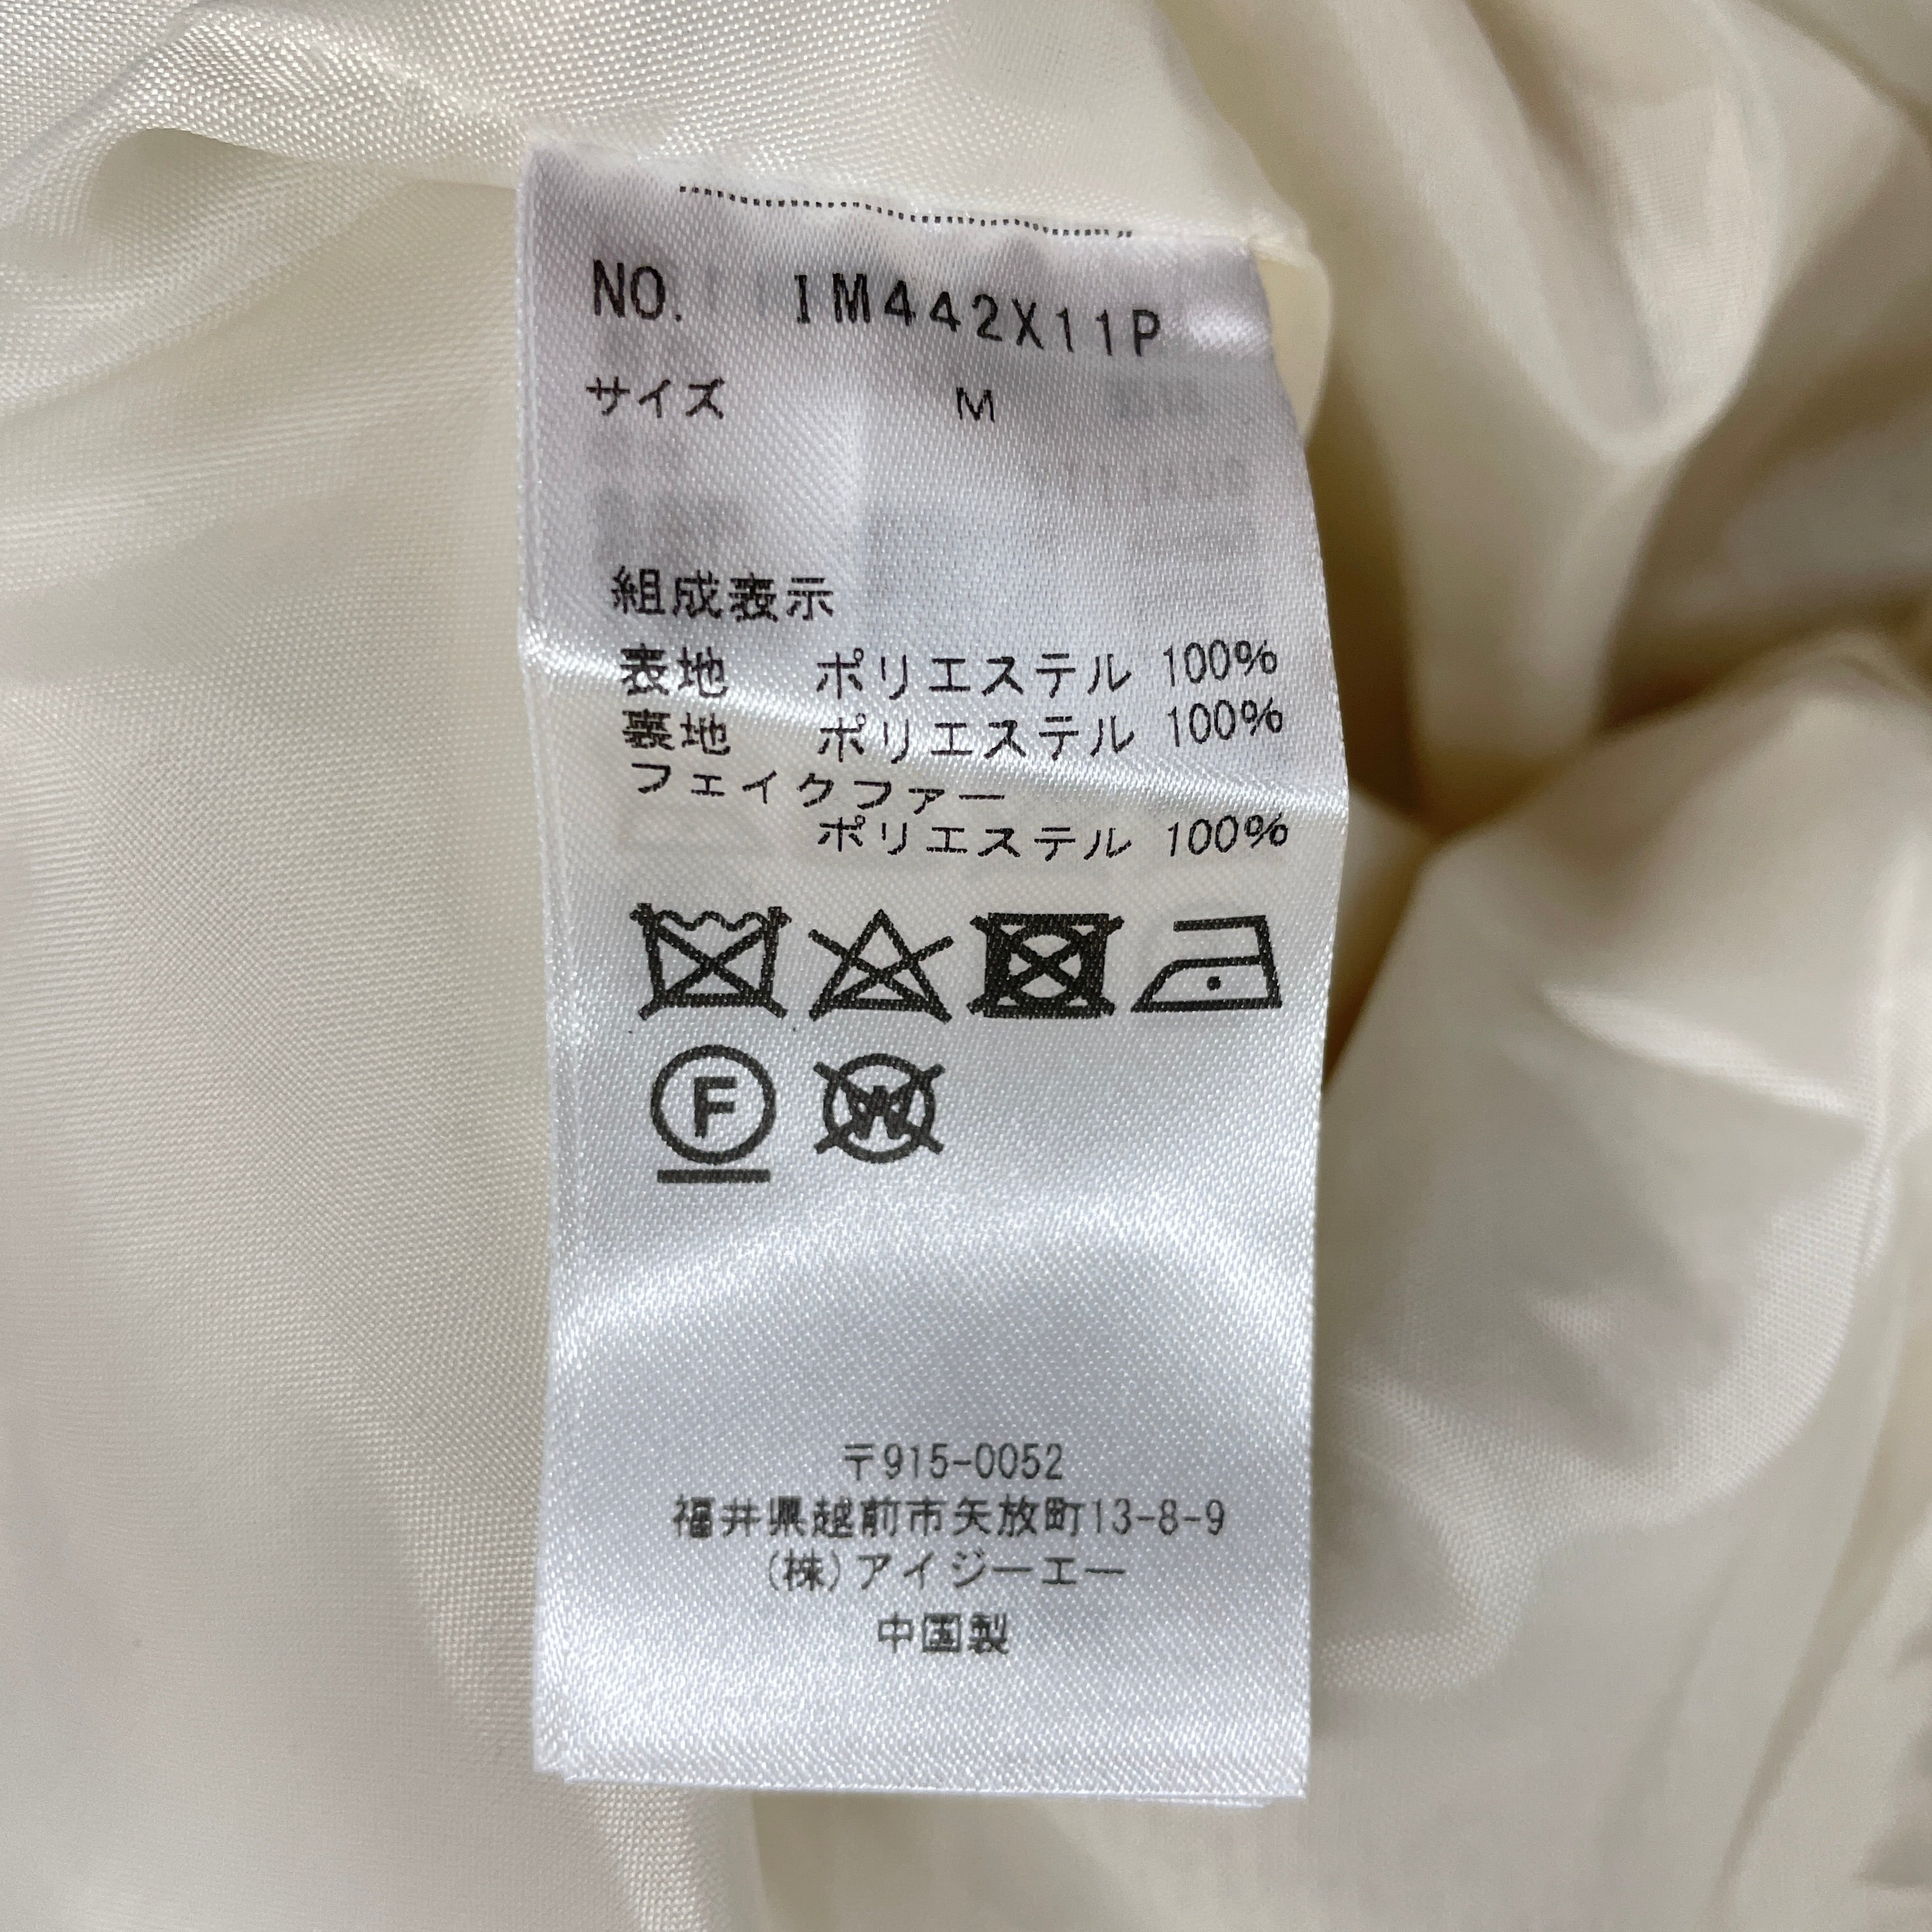 NO. IM442X11P
サイズ M
組成表示
表地 ポリエステル 100%
裏地 ポリエステル 100%
フェイクファー
ポリエステル 100%
F W
〒915-0052
福井県越前市矢放町13-8-9
(株)アイジーエー
中国製